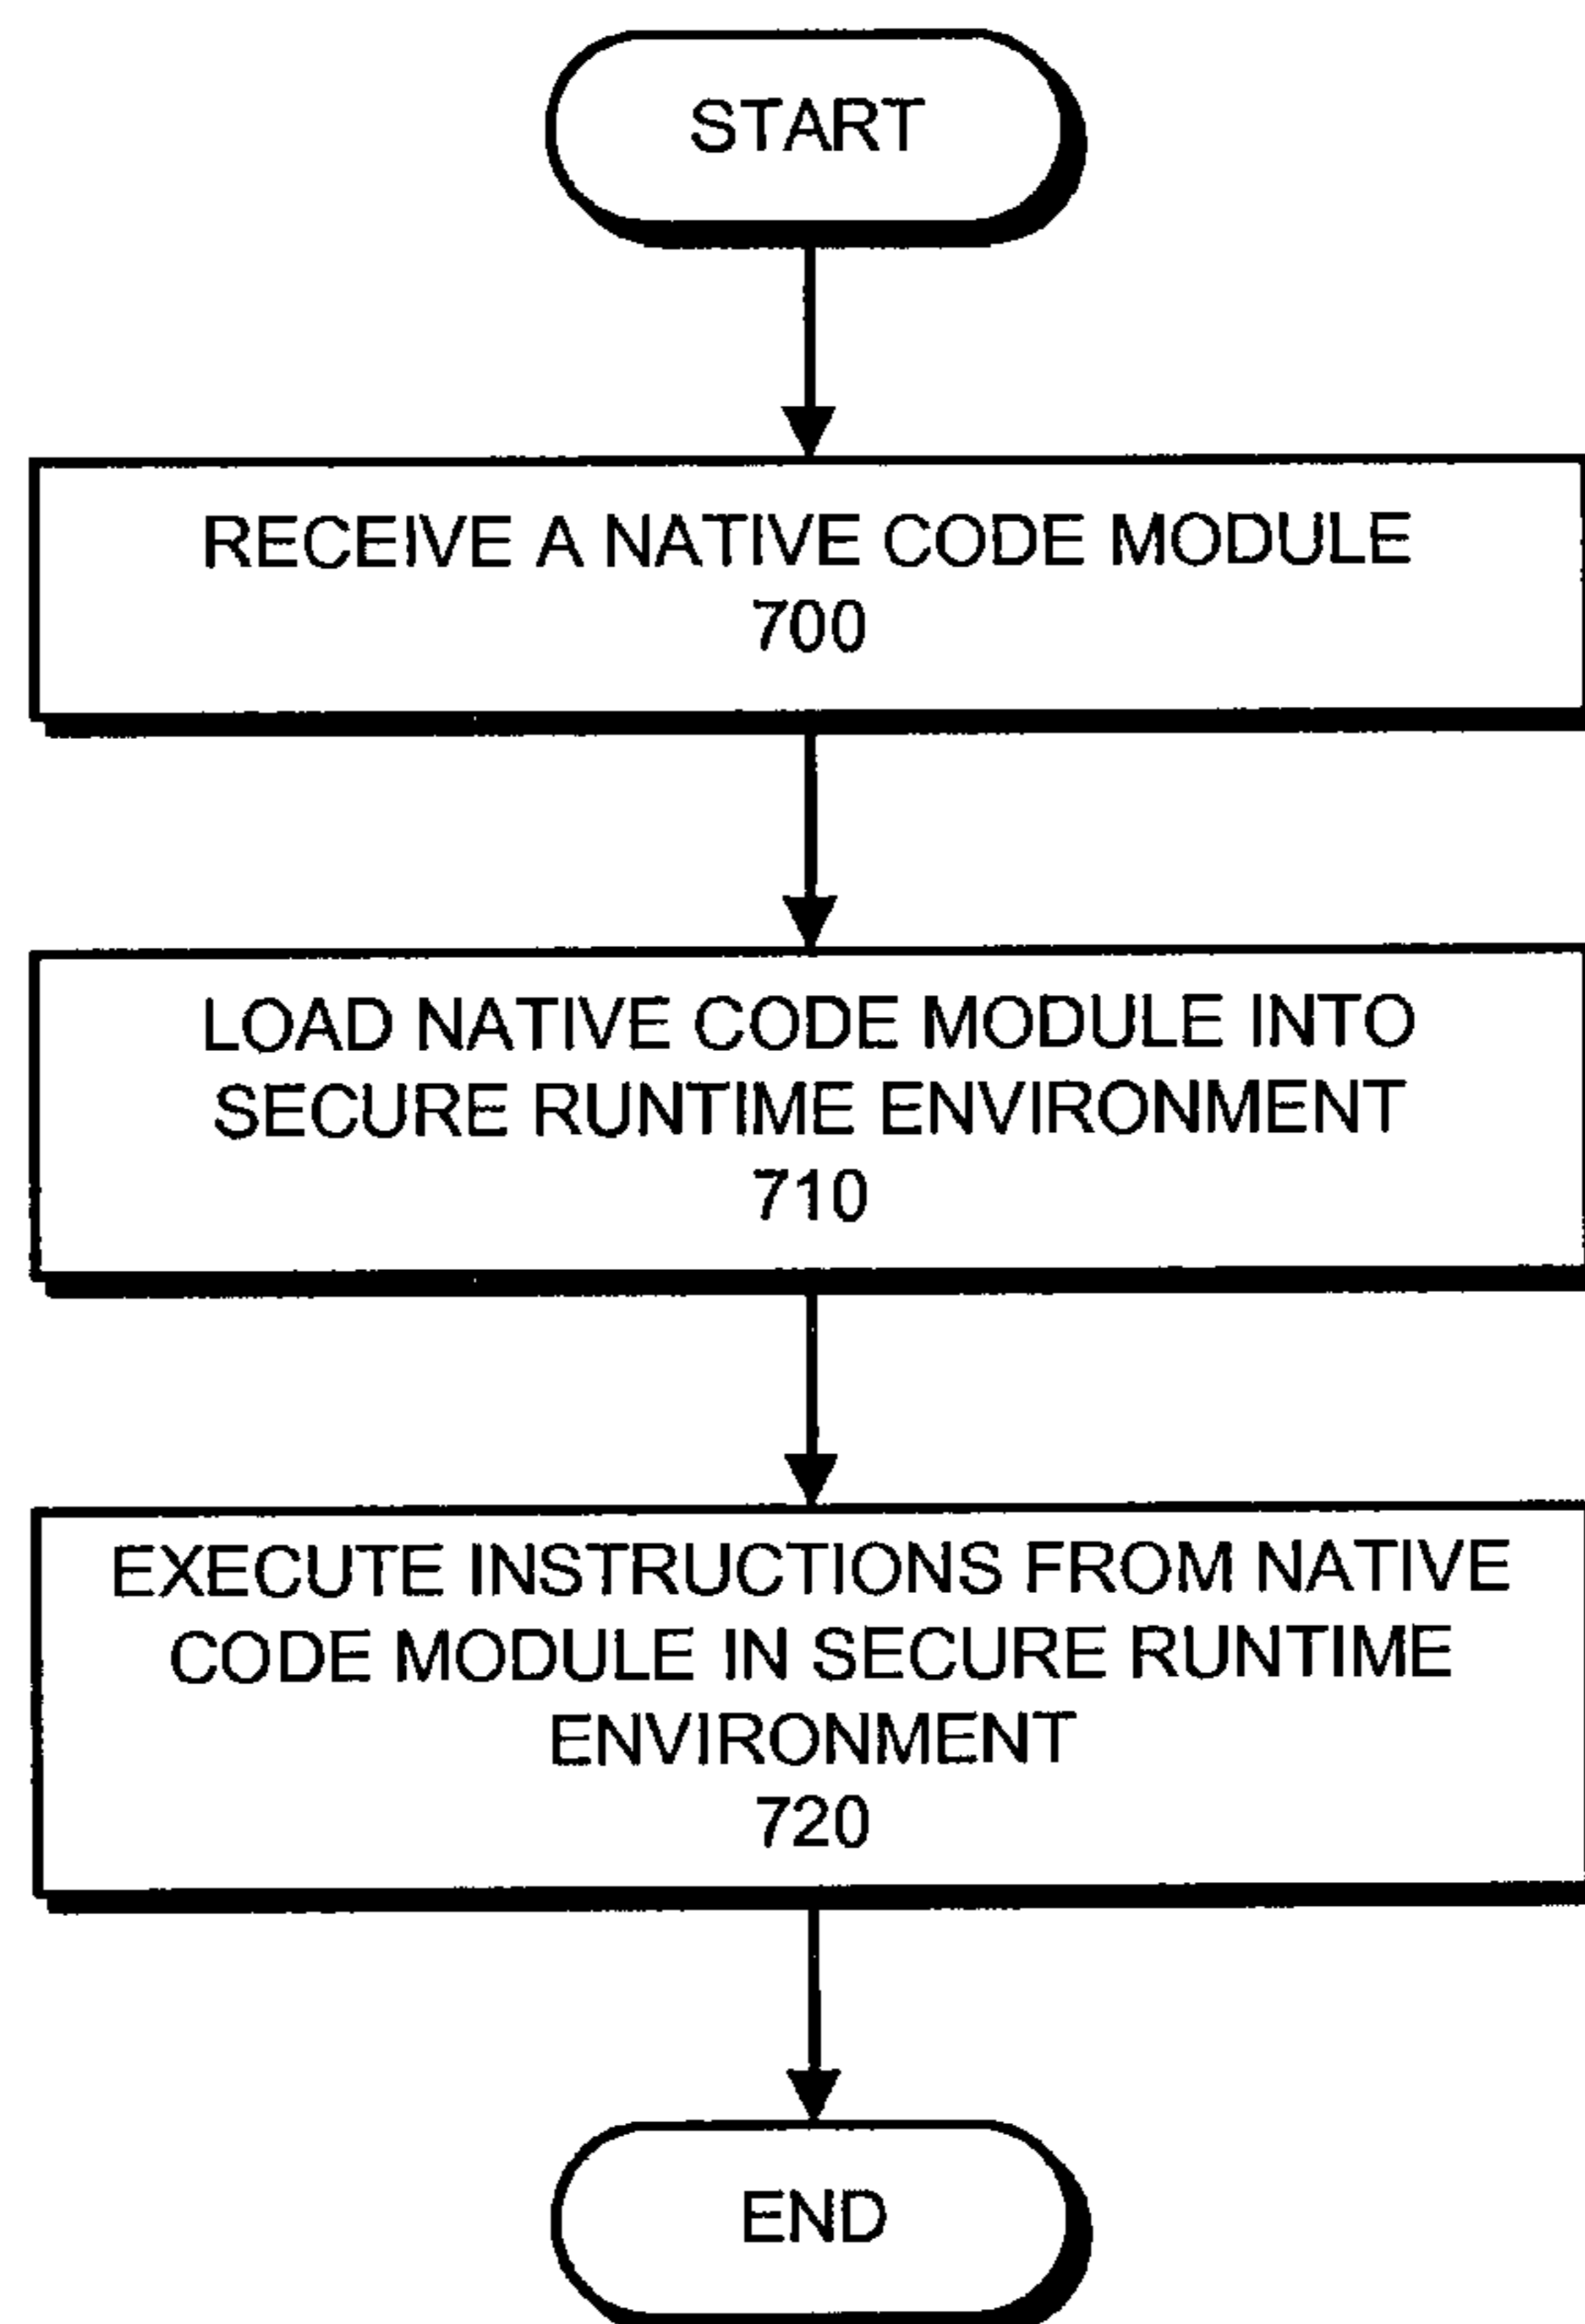 START
RECEIVE A NATIVE CODE MODULE
700
LOAD NATIVE CODE MODULE INTO
SECURE RUNTIME ENVIRONMENT
710
EXECUTE INSTRUCTIONS FROM NATIVE
CODE MODULE IN SECURE RUNTIME
ENVIRONMENT
720
END